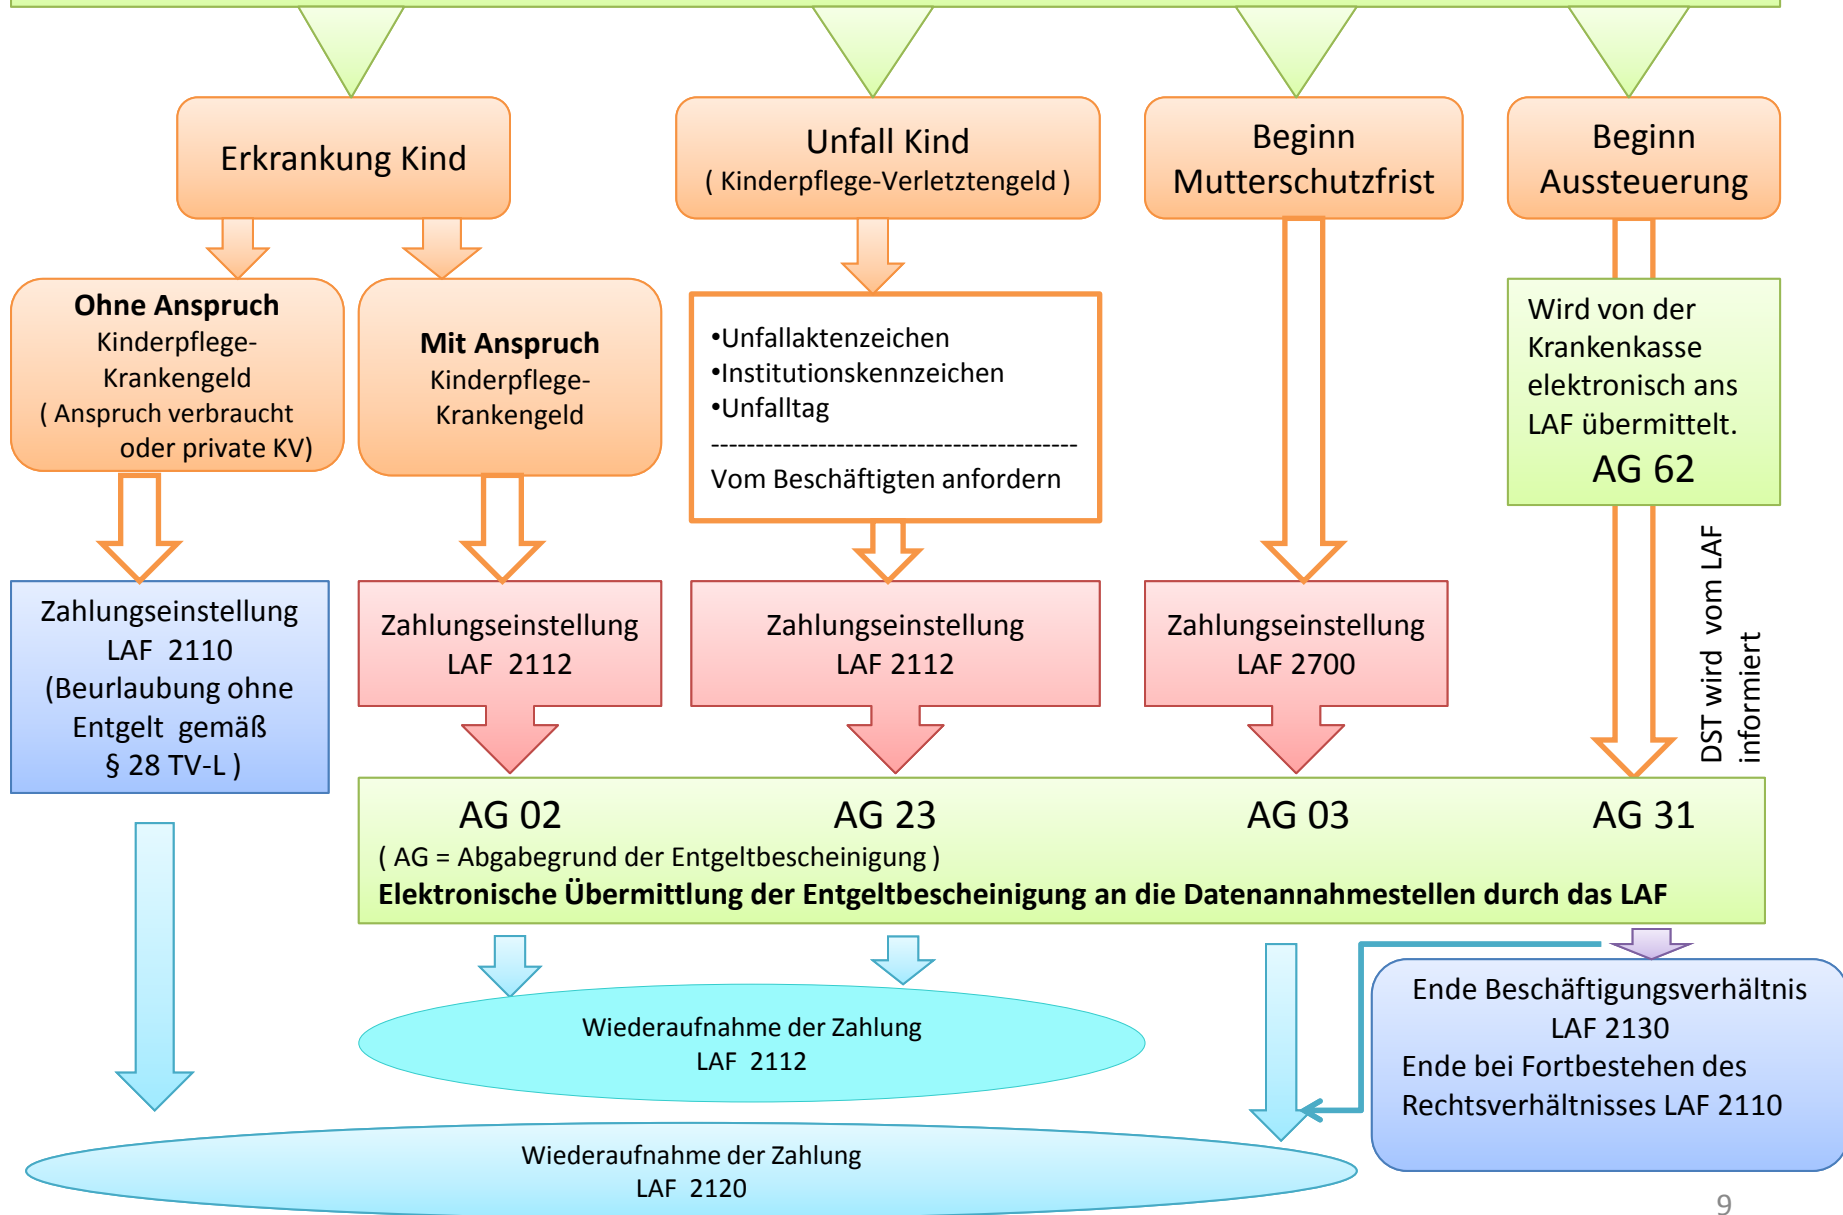 Erkrankung Kind
Unfall Kind
( Kinderpflege-Verletztengeld )
Beginn
Mutterschutzfrist
Beginn
Aussteuerung
Ohne Anspruch
Kinderpflege-
Krankengeld
( Anspruch verbraucht
oder private KV)
Mit Anspruch
Kinderpflege-
Krankengeld
•Unfallaktenzeichen
•Institutionskennzeichen
•Unfalltag
-----------------------------------------
Vom Beschäftigten anfordern
Wird von der
Krankenkasse
elektronisch ans
LAF übermittelt.
AG 62
DST wird vom LAF
informiert
Zahlungseinstellung
LAF 2110
(Beurlaubung ohne
Entgelt gemäß
§ 28 TV-L )
Zahlungseinstellung
LAF 2112
Zahlungseinstellung
LAF 2112
Zahlungseinstellung
LAF 2700
AG 02 AG 23 AG 03 AG 31
( AG = Abgabegrund der Entgeltbescheinigung )
Elektronische Übermittlung der Entgeltbescheinigung an die Datenannahmestellen durch das LAF
Wiederaufnahme der Zahlung
LAF 2112
Ende Beschäftigungsverhältnis
LAF 2130
Ende bei Fortbestehen des
Rechtsverhältnisses LAF 2110
Wiederaufnahme der Zahlung
LAF 2120
9